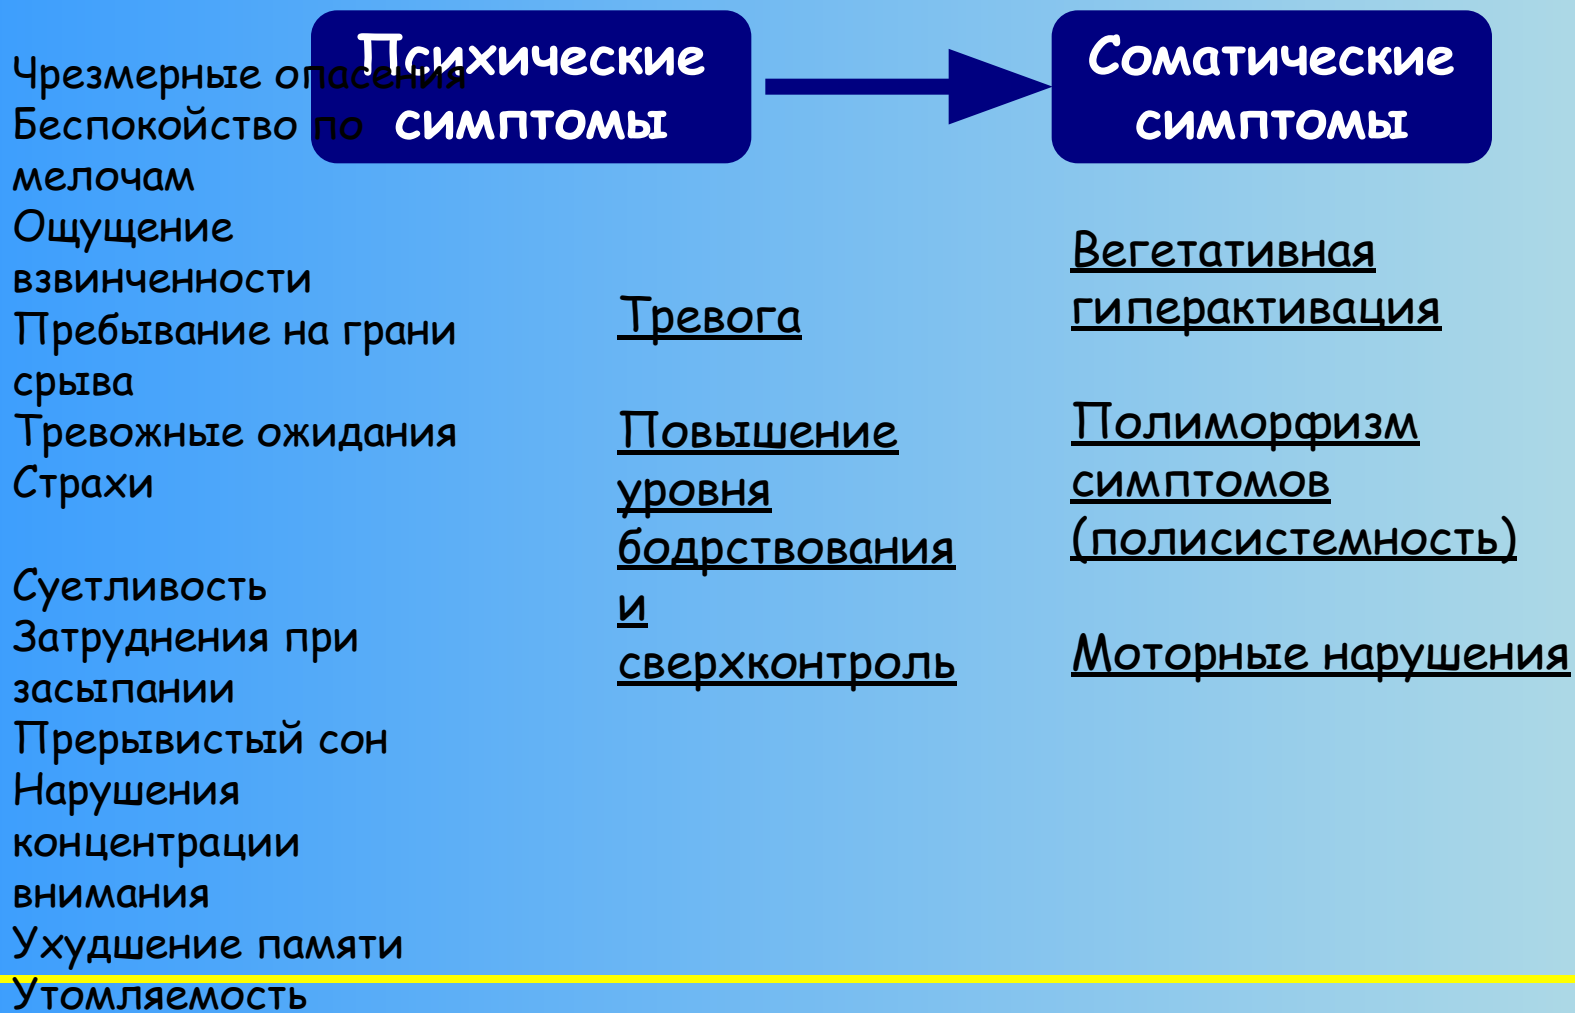 Психические
симптомы
Соматические
симптомы
Чрезмерные опасения
Беспокойство по
мелочам
Ощущение
взвинченности
Пребывание на грани
срыва
Тревожные ожидания
Страхи
Суетливость
Затруднения при
засыпании
Прерывистый сон
Нарушения
концентрации
внимания
Ухудшение памяти
Утомляемость
Тревога
Повышение
уровня
бодрствования
и
сверхконтроль
Вегетативная
гиперактивация
Полиморфизм
симптомов
(полисистемность)
Моторные нарушения